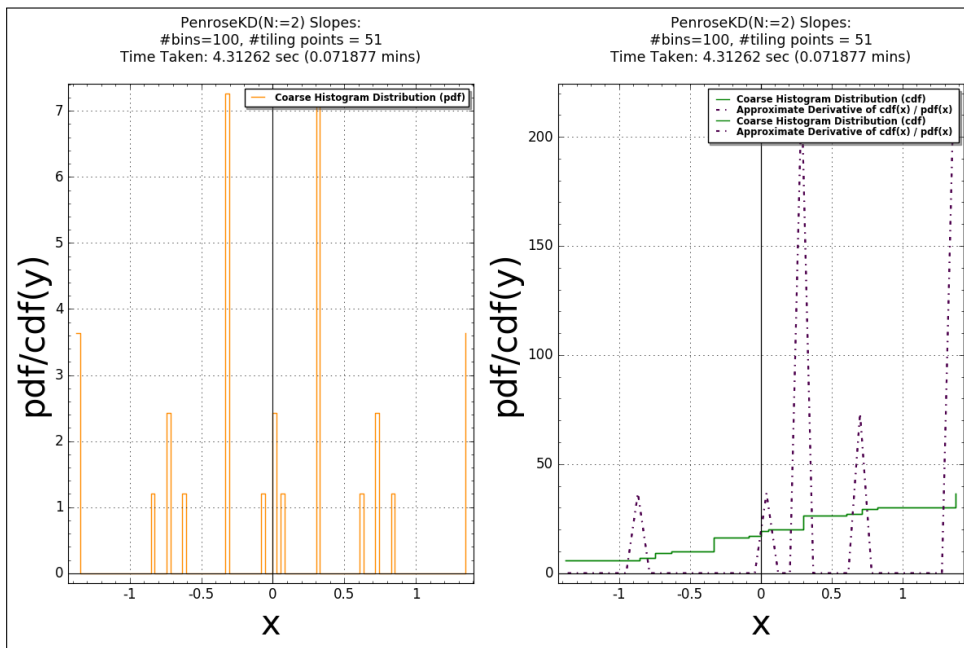 PenroseKD(N:=2) Slopes:
#bins=100, #tiling points = 51
Time Taken: 4.31262 sec (0.071877 mins)
Coarse Histogram Distribution (pdf)
7
6
5
4
3
2
1
0
-1
-0.5
0
0.5
1
pdf/cdf(y)
x
PenroseKD(N:=2) Slopes:
#bins=100, #tiling points = 51
Time Taken: 4.31262 sec (0.071877 mins)
Coarse Histogram Distribution (cdf)
Approximate Derivative of cdf(x) / pdf(x)
Coarse Histogram Distribution (cdf)
Approximate Derivative of cdf(x) / pdf(x)
200
150
100
50
0
-1
-0.5
0
0.5
1
pdf/cdf(y)
x